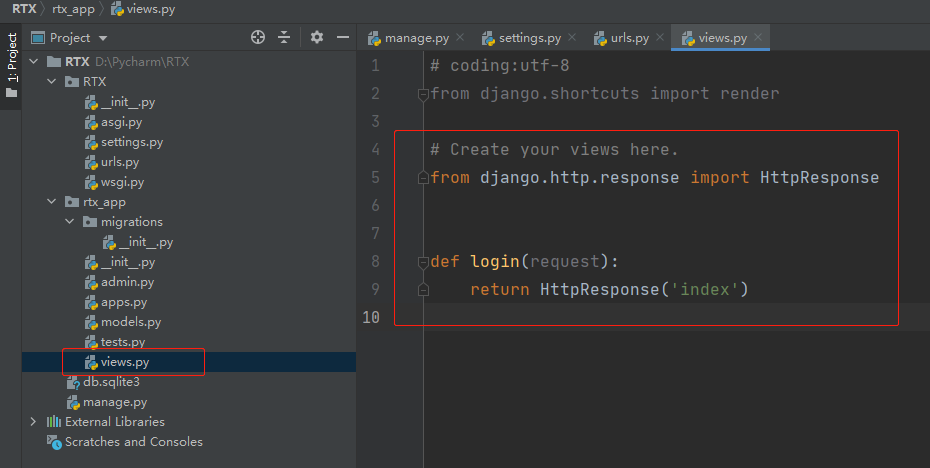 RTX rtx_app views.py
Project
manage.py settings.py urls.py views.py
1: Project
RTX D:\Pycharm\RTX
RTX
__init__.py
asgi.py
settings.py
urls.py
wsgi.py
rtx_app
migrations
__init__.py
__init__.py
admin.py
apps.py
models.py
tests.py
views.py
db.sqlite3
manage.py
External Libraries
Scratches and Consoles
1 # coding:utf-8
2 from django.shortcuts import render
3
4 # Create your views here.
5 from django.http.response import HttpResponse
6
7
8 def login(request):
9     return HttpResponse('index')
10